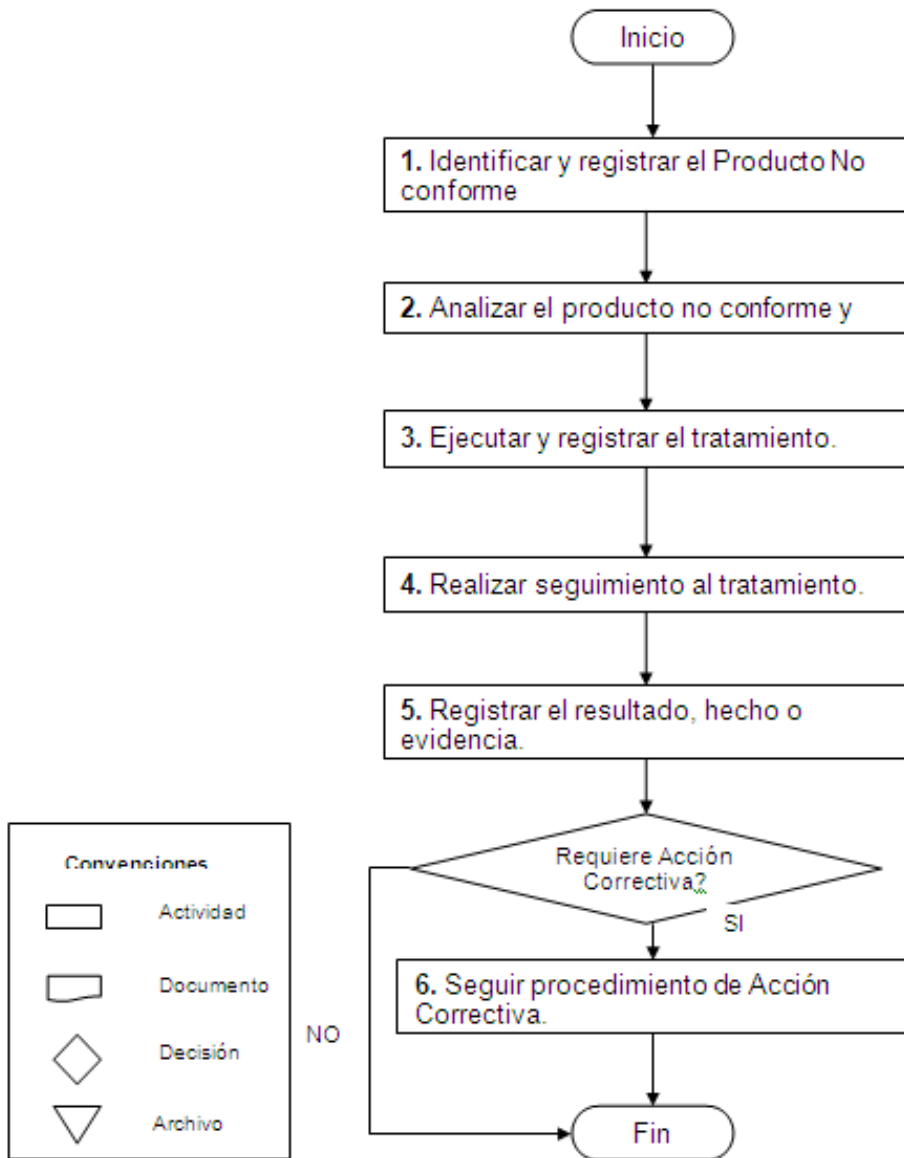 Inicio
1. Identificar y registrar el Producto No
conforme
2. Analizar el producto no conforme y
3. Ejecutar y registrar el tratamiento.
4. Realizar seguimiento al tratamiento.
5. Registrar el resultado, hecho o
evidencia.
Requiere Acción
Correctiva?
SI
6. Seguir procedimiento de Acción
Correctiva.
NO
Fin
Convenciones
Actividad
Documento
Decisión
Archivo